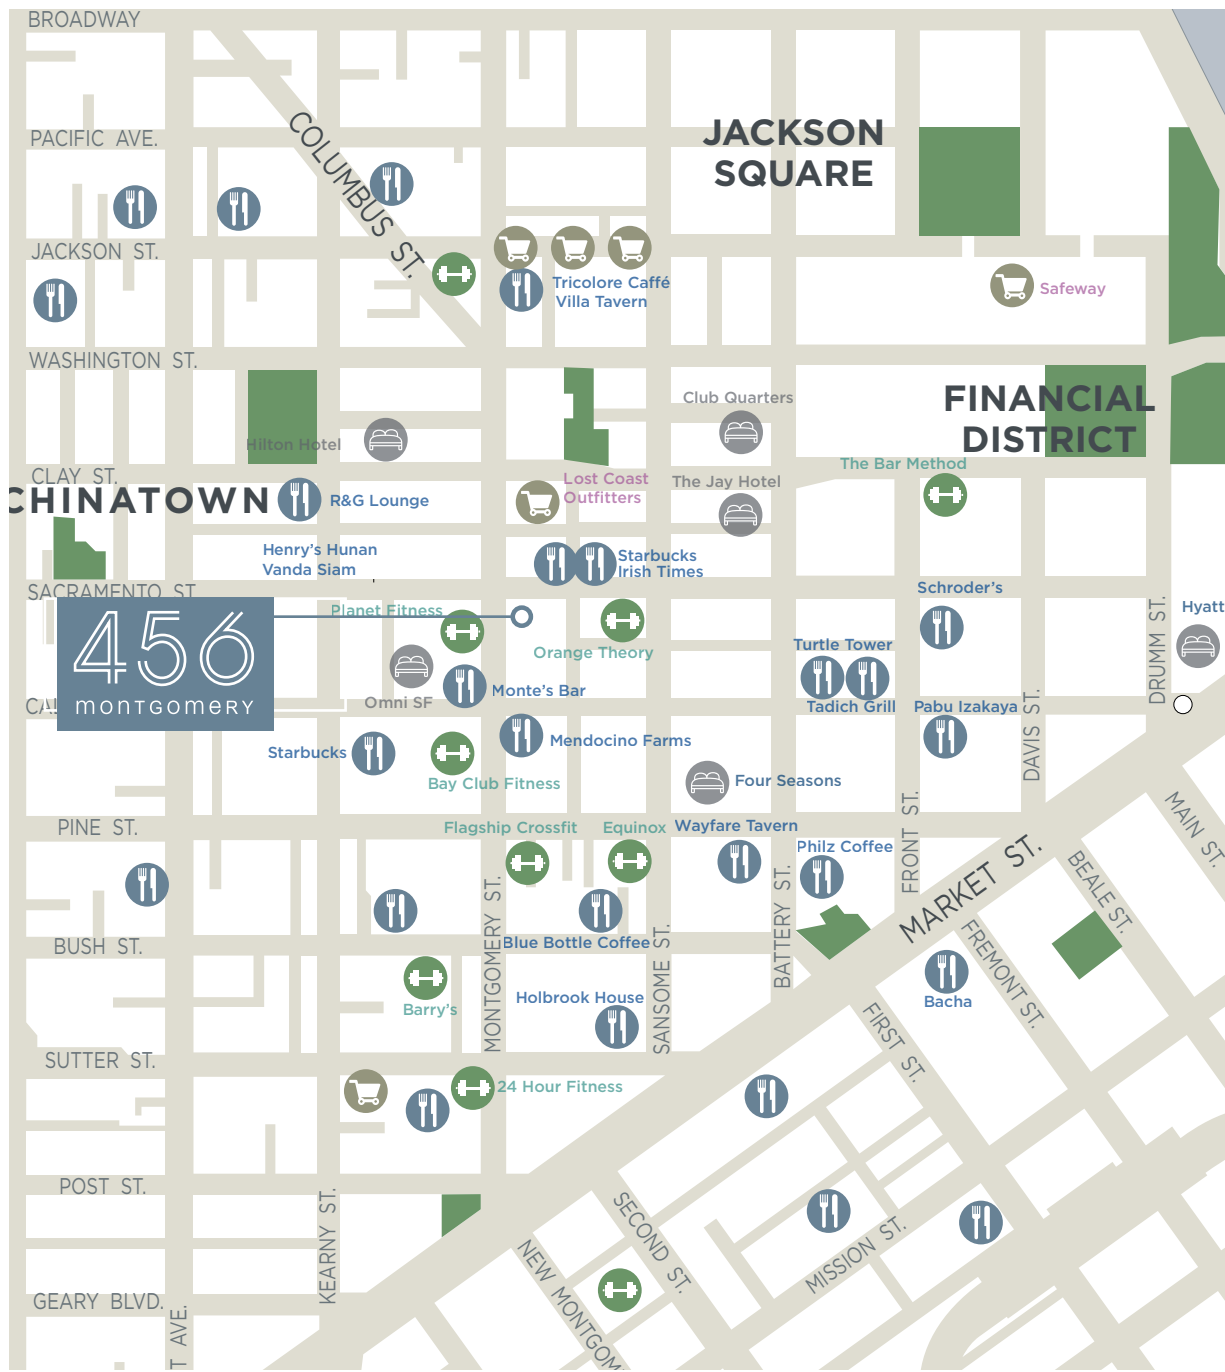 BROADWAY
COLUMBUS ST.
JACKSON
SQUARE
PACIFIC AVE.
JACKSON ST.
Tricolore Caffé
Villa Tavern
Safeway
WASHINGTON ST.
Club Quarters
FINANCIAL
DISTRICT
Hilton Hotel
The Bar Method
CLAY ST.
CHINATOWN
R&G Lounge
Lost Coast
Outfitters
The Jay Hotel
Henry's Hunan
Vanda Siam
Starbucks
Irish Times
SACRAMENTO ST
Schroder's
456
montgomery
Planet Fitness
Orange Theory
Turtle Tower
Tadich Grill
Hyatt
DRUMM ST.
Omni SF
Monte's Bar
Pabu Izakaya
CAL
Starbucks
Mendocino Farms
Bay Club Fitness
Four Seasons
DAVIS ST.
PINE ST.
Flagship Crossfit
Equinox
Wayfare Tavern
Philz Coffee
FRONT ST.
MARKET ST.
MAIN ST.
BEALE ST.
BUSH ST.
MONTGOMERY ST.
Blue Bottle Coffee
SANSOME ST.
BATTERY ST.
FREMONT ST.
Bacha
Barry's
Holbrook House
FIRST ST.
SUTTER ST.
24 Hour Fitness
POST ST.
KEARNY ST.
SECOND ST.
MISSION ST.
NEW MONTGOM
GEARY BLVD.
T AVE.